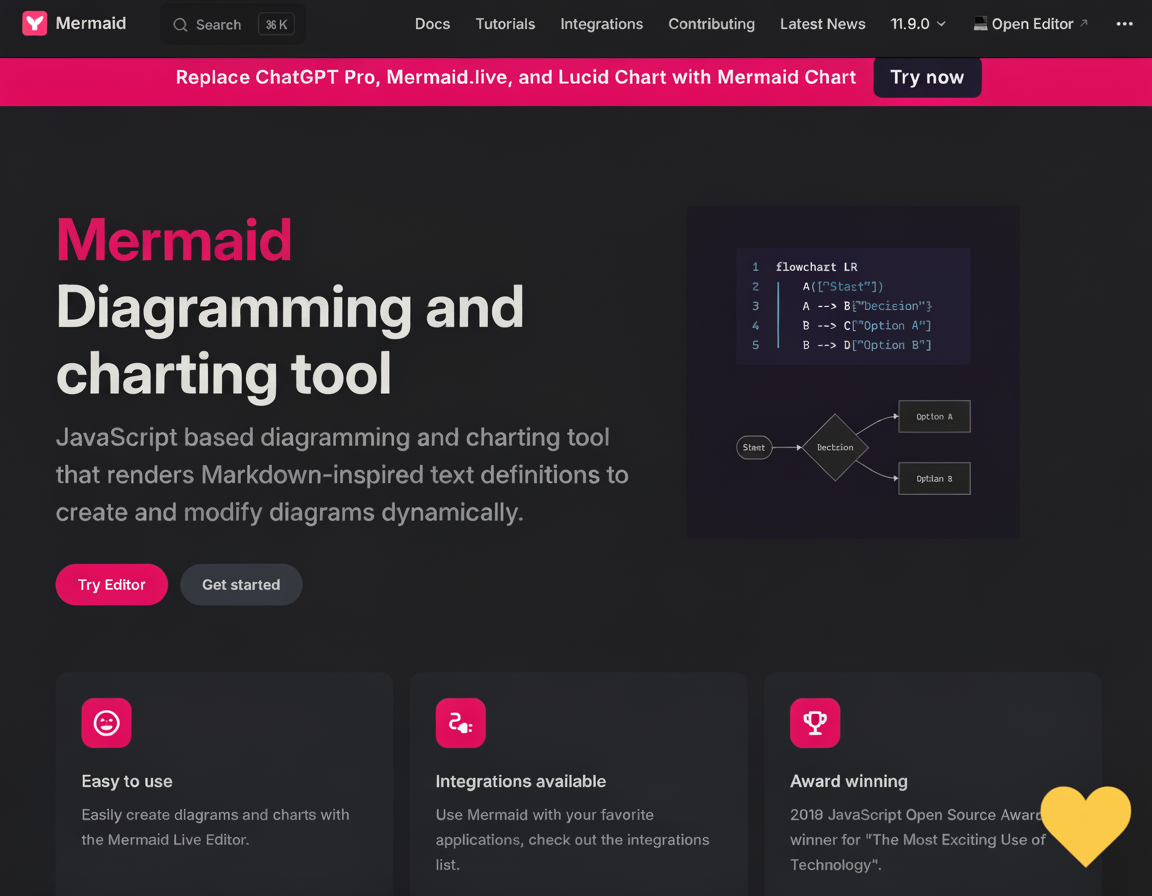 Mermaid
Search
⌘ K
Docs
Tutorials
Integrations
Contributing
Latest News
11.9.0
Open Editor
Replace ChatGPT Pro, Mermaid.live, and Lucid Chart with Mermaid Chart
Try now
Mermaid
Diagramming and
charting tool
JavaScript based diagramming and charting tool
that renders Markdown-inspired text definitions to
create and modify diagrams dynamically.
Try Editor
Get started
1 flowchart LR
2 A(["Start"])
3 A --> B{"Decision"}
4 B --> C["Option A"]
5 B --> D["Option B"]
Start
Decision
Option A
Option B
Easy to use
Easily create diagrams and charts with
the Mermaid Live Editor.
Integrations available
Use Mermaid with your favorite
applications, check out the integrations
list.
Award winning
2019 JavaScript Open Source Award
winner for "The Most Exciting Use of
Technology".